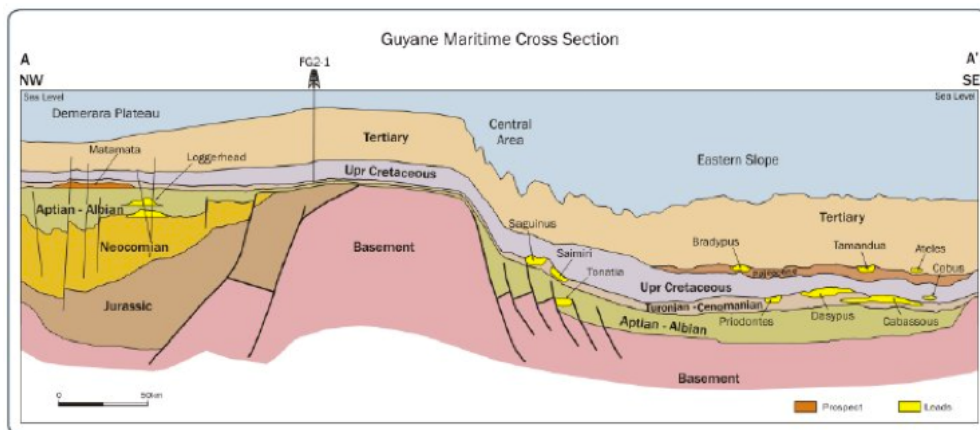 Guyane Maritime Cross Section
A
NW
FG2-1
A'
SE
Sea Level
Sea Level
Demerara Plateau
Central
Area
Eastern Slope
Matamata
Loggerhead
Tertiary
Upr Cretaceous
Aptian - Albian
Neocomian
Jurassic
Basement
Saguinus
Saimiri
Tonatia
Tertiary
Bradypus
Tamandua
Ateles
Cebus
Upr Cretaceous
Turonian - Cenomanian
Aptian - Albian
Priodontes
Dasypus
Cabassous
Basement
0
50km
Prospect
Leads